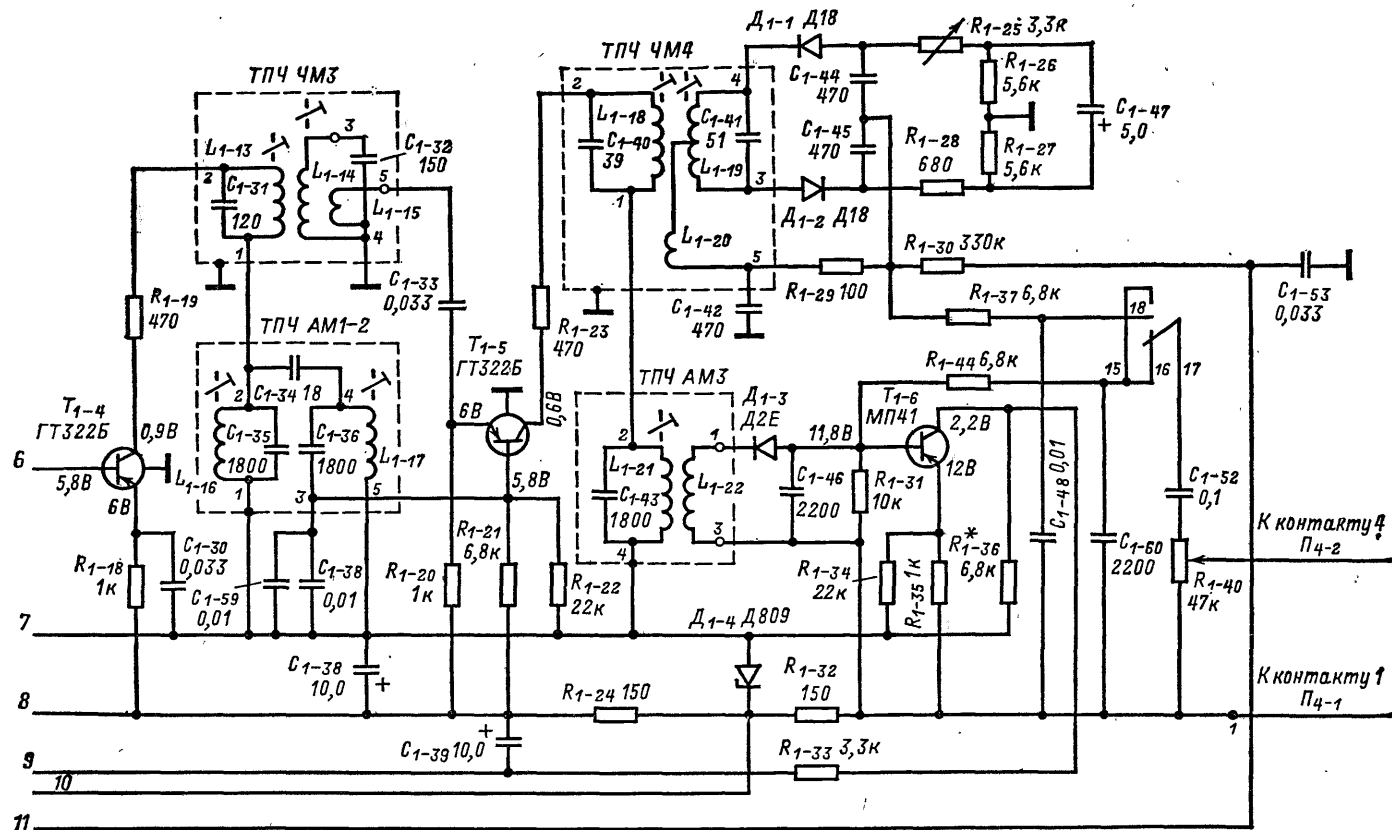 Д1-1 Д18
R1-25 3,3к
ТПЧ ЧМ4
ТПЧ ЧМ3
C1-44
470
R1-26
5,6к
C1-47
5,0
+
2
4
L1-18
C1-40
39
C1-41
51
L1-19
C1-45
470
R1-28
680
R1-27
5,6к
3
C1-32
150
L1-13
2
C1-31
120
L1-14
5
L1-15
4
1
1
3
Д1-2 Д18
L1-20
5
R1-30 330к
R1-29 100
C1-33
0,033
R1-19
470
R1-23
470
C1-42
470
C1-53
0,033
R1-37 6,8к
18
ТПЧ АМ1-2
T1-5
ГТ322Б
R1-44 6,8к
15
16
17
2
C1-34
18
4
6В
0,6В
ТПЧ АМ3
Д1-3
Д2Е
T1-6
МП41
T1-4
ГТ322Б
0,9В
11,8В
2,2В
C1-35
1800
C1-36
1800
L1-17
2
1
6
5,8В
L1-16
1
3
5
5,8В
L1-21
C1-43
1800
L1-22
C1-46
2200
R1-31
10к
12В
C1-48 0,01
C1-52
0,1
6В
3
4
К контакту 4
П4-2
R1-18
1к
C1-30
0,033
C1-59
0,01
C1-38
0,01
R1-20
1к
R1-21
6,8к
R1-22
22к
R1-34
22к
R1-35 1к
R*1-36
6,8к
C1-60
2200
R1-40
47к
7
Д1-4 Д809
C1-38
10,0
+
R1-24 150
R1-32
150
К контакту 1
П4-1
8
1
+
C1-39 10,0
R1-33 3,3к
9
10
11